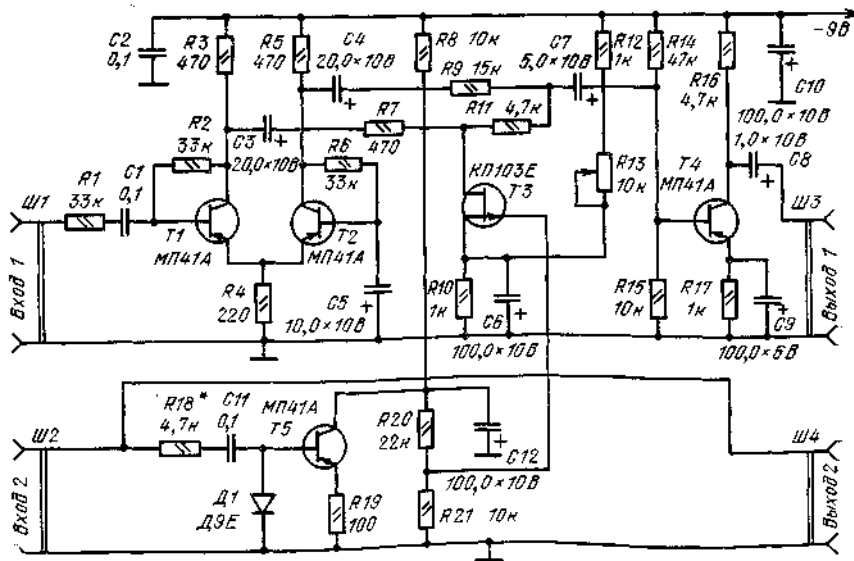 C2
0,1
R3
470
R5
470
C4
20,0×10В
R8 10к
R9 15к
C7
5,0×10В
R12
1к
R14
47к
R16
4,7к
-9В
C10
100,0×10В
R2
33к
C3
20,0×10В
R7
470
R11
4,7к
R6
33к
КП103Е
Т3
R13
10к
Т4
МП41А
1,0×10В
C8
Ш1
R1
33к
C1
0,1
Т1
МП41А
Т2
МП41А
Ш3
Вход 1
R4
220
C5
10,0×10В
R10
1к
C6
100,0×10В
R15
10к
R17
1к
C9
100,0×6В
Выход 1
Ш2
R18*
4,7к
C11
0,1
МП41А
Т5
R20
22к
C12
100,0×10В
Ш4
Вход 2
Д1
Д9Е
R19
100
R21 10к
Выход 2